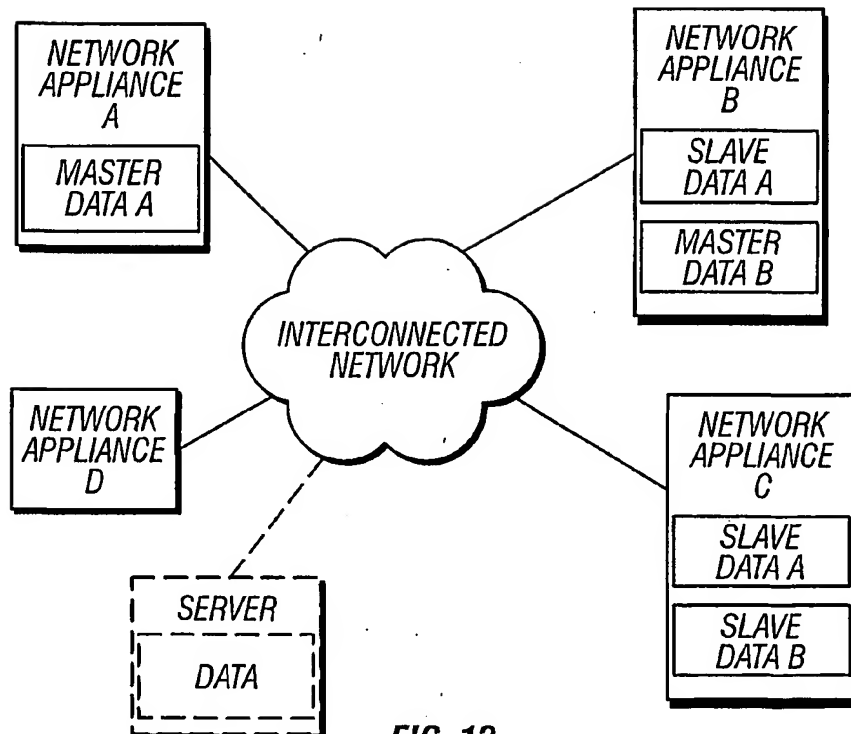 NETWORK
APPLIANCE
A
MASTER
DATA A
NETWORK
APPLIANCE
B
SLAVE
DATA A
MASTER
DATA B
INTERCONNECTED
NETWORK
NETWORK
APPLIANCE
D
NETWORK
APPLIANCE
C
SLAVE
DATA A
SLAVE
DATA B
SERVER
DATA